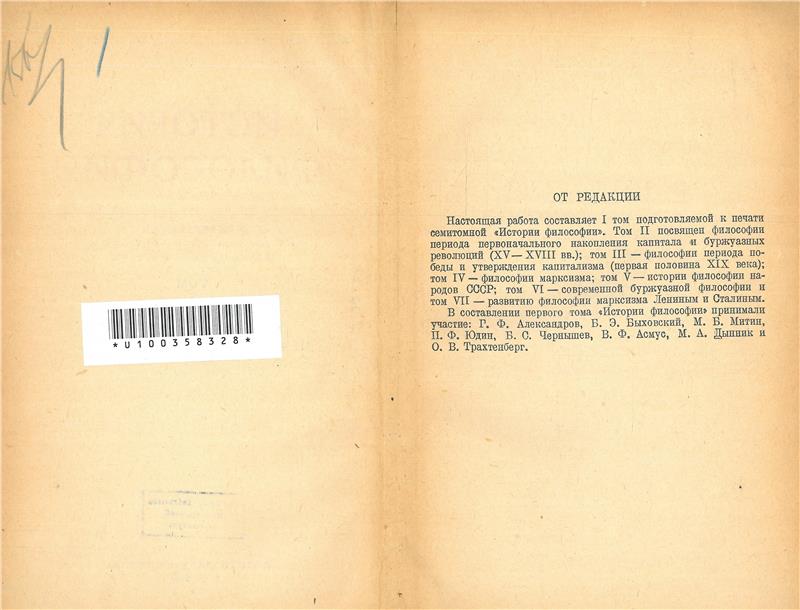 *U100358328*
ОТ РЕДАКЦИИ
Настоящая работа составляет I том подготовляемой к печати
семитомной «Истории философии». Том II посвящен философии
периода первоначального накопления капитала и буржуазных
революций (XV—XVIII вв.); том III — философии периода по-
беды и утверждения капитализма (первая половина XIX века);
том IV — философии марксизма; том V — истории философии на-
родов СССР; том VI — современной буржуазной философии и
том VII — развитию философии марксизма Лениным и Сталиным.
В составлении первого тома «Истории философии» принимали
участие: Г. Ф. Александров, Б. Э. Быховский, М. Б. Митин,
П. Ф. Юдин, Б. С. Чернышев, В. Ф. Асмус, М. А. Дынник и
О. В. Трахтенберг.